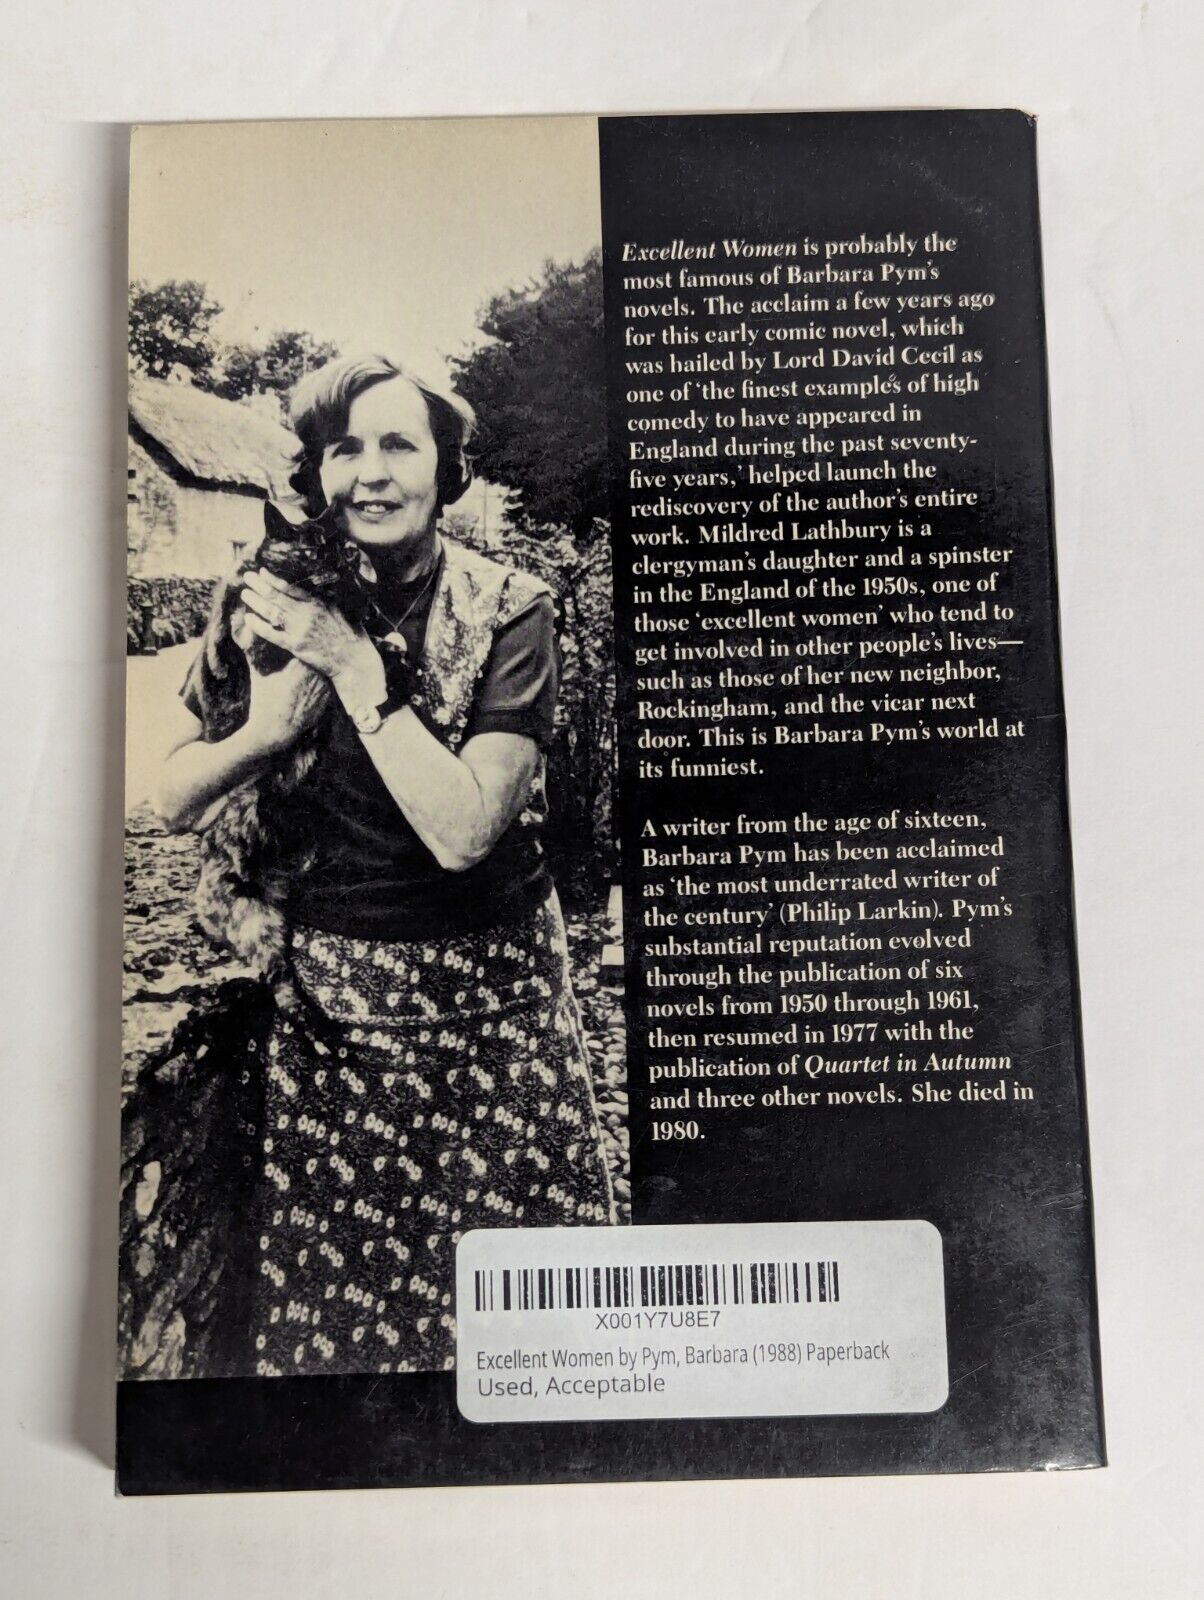 Excellent Women is probably the
most famous of Barbara Pym's
novels. The acclaim a few years ago
for this early comic novel, which
was hailed by Lord David Cecil as
one of 'the finest examples of high
comedy to have appeared in
England during the past seventy-
five years,' helped launch the
rediscovery of the author's entire
work. Mildred Lathbury is a
clergyman's daughter and a spinster
in the England of the 1950s, one of
those 'excellent women' who tend to
get involved in other people's lives—
such as those of her new neighbor,
Rockingham, and the vicar next
door. This is Barbara Pym's world at
its funniest.
A writer from the age of sixteen,
Barbara Pym has been acclaimed
as 'the most underrated writer of
the century' (Philip Larkin). Pym's
substantial reputation evolved
through the publication of six
novels from 1950 through 1961,
then resumed in 1977 with the
publication of Quartet in Autumn
and three other novels. She died in
1980.
X001Y7U8E7
Excellent Women by Pym, Barbara (1988) Paperback
Used, Acceptable